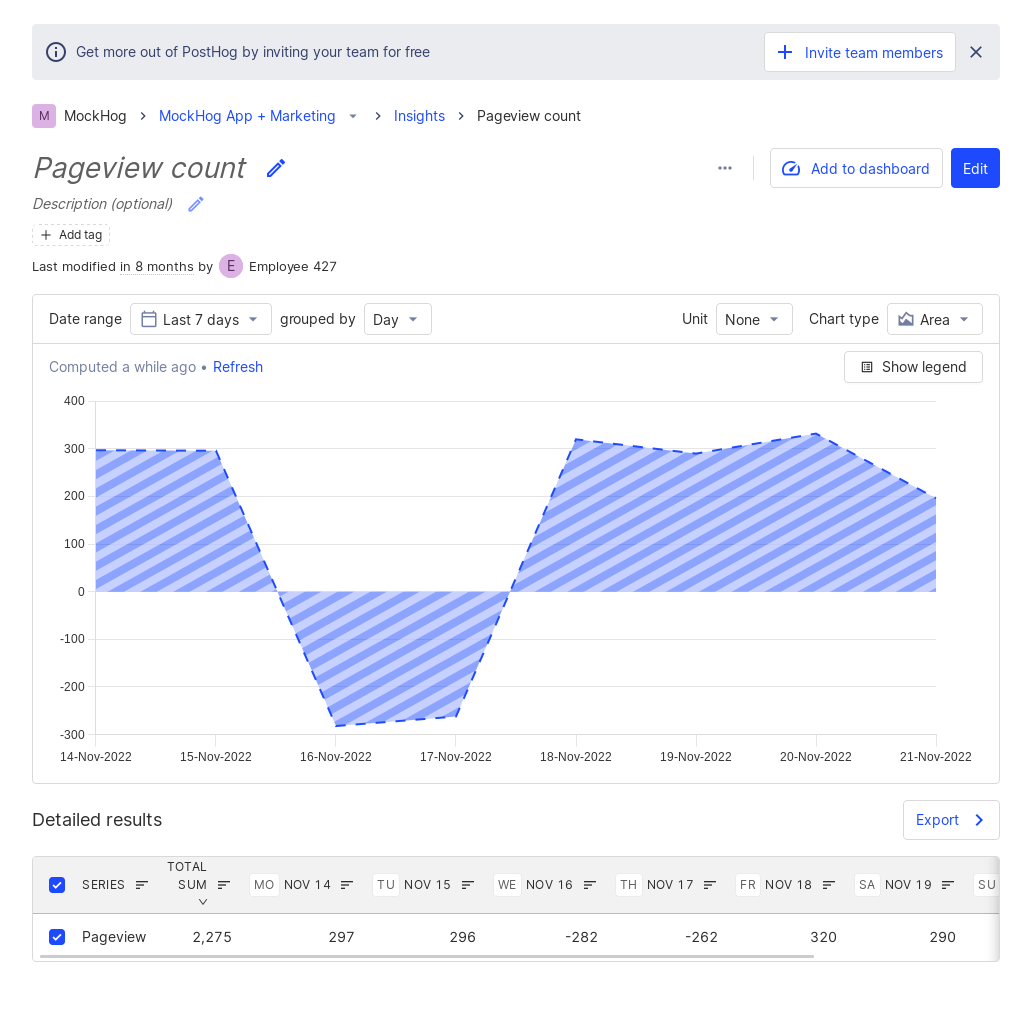 Get more out of PostHog by inviting your team for free
Invite team members
M MockHog MockHog App + Marketing Insights Pageview count
Pageview count
Add to dashboard Edit
Description (optional)
Add tag
Last modified in 8 months by E Employee 427
Date range Last 7 days grouped by Day Unit None Chart type Area
Computed a while ago • Refresh
Show legend
400
300
200
100
0
-100
-200
-300
14-Nov-2022 15-Nov-2022 16-Nov-2022 17-Nov-2022 18-Nov-2022 19-Nov-2022 20-Nov-2022 21-Nov-2022
Detailed results
Export
SERIES TOTAL SUM MO NOV 14 TU NOV 15 WE NOV 16 TH NOV 17 FR NOV 18 SA NOV 19 SU
Pageview 2,275 297 296 -282 -262 320 290